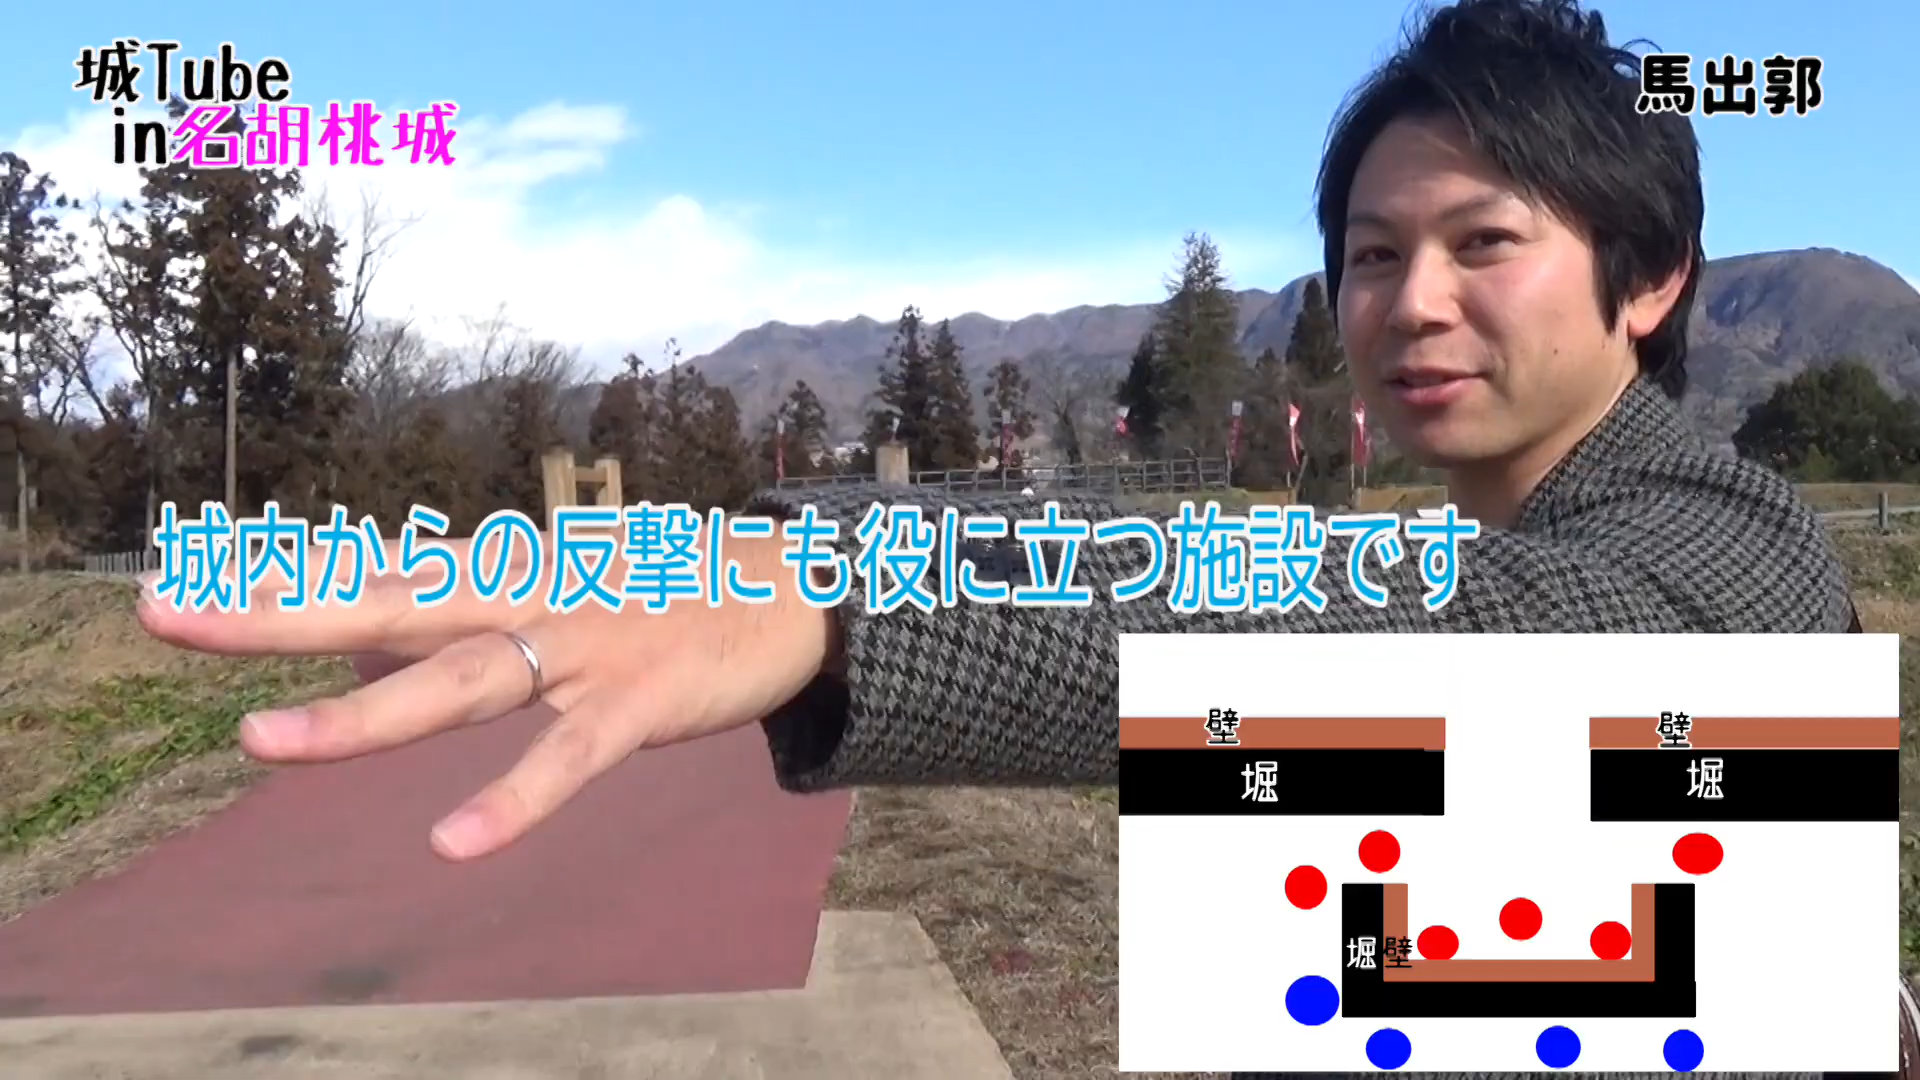 城Tube
in名胡桃城
馬出郭
城内からの反撃にも役に立つ施設です
壁
壁
堀
堀
堀
壁